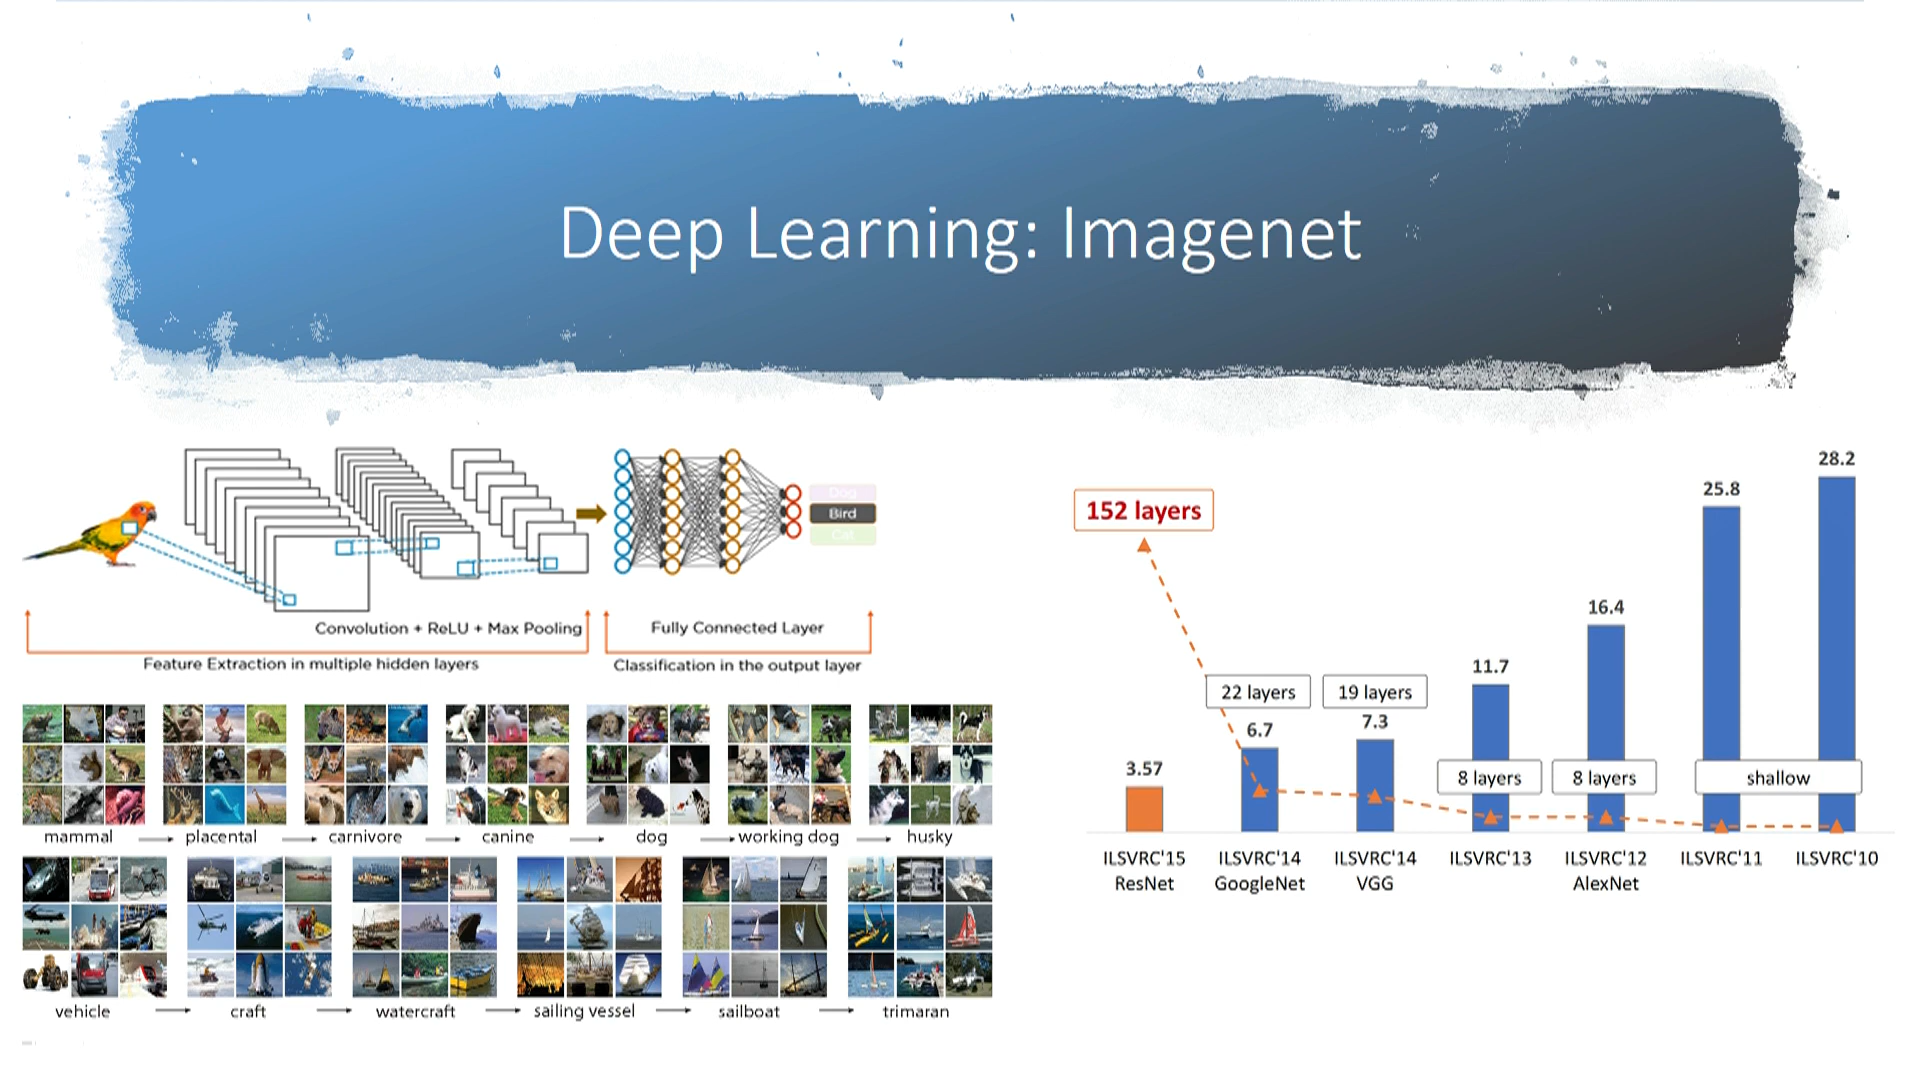 Deep Learning: Imagenet
Dog
Bird
Cat
Convolution + ReLU + Max Pooling
Fully Connected Layer
Feature Extraction in multiple hidden layers
Classification in the output layer
mammal
placental
carnivore
canine
dog
working dog
husky
vehicle
craft
watercraft
sailing vessel
sailboat
trimaran
152 layers
22 layers
19 layers
8 layers
8 layers
shallow
3.57
6.7
7.3
11.7
16.4
25.8
28.2
ILSVRC'15
ResNet
ILSVRC'14
GoogleNet
ILSVRC'14
VGG
ILSVRC'13
ILSVRC'12
AlexNet
ILSVRC'11
ILSVRC'10